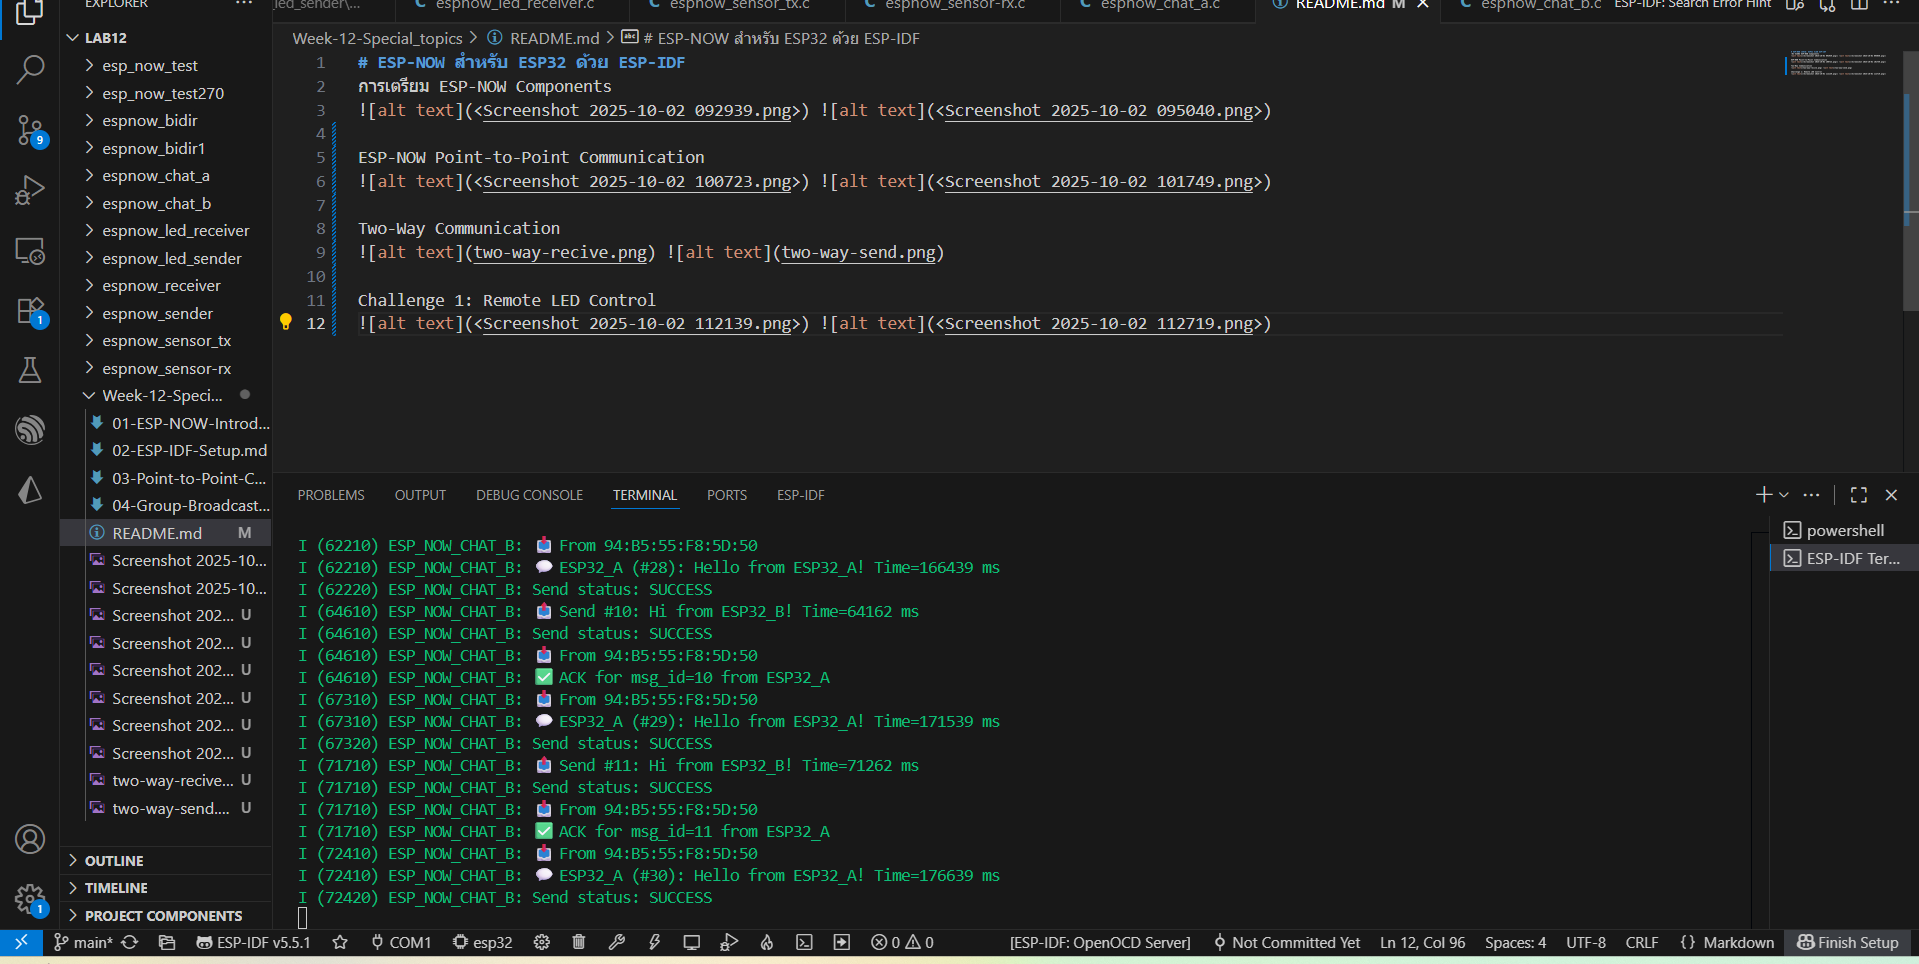 EXPLORER
···
led_sender\...
C espnow_led_receiver.c
C espnow_sensor_tx.c
C espnow_sensor-rx.c
C espnow_chat_a.c
README.md M
C espnow_chat_b.c
ESP-IDF: Search Error Hint
LAB12
esp_now_test
esp_now_test270
espnow_bidir
espnow_bidir1
espnow_chat_a
espnow_chat_b
espnow_led_receiver
espnow_led_sender
espnow_receiver
espnow_sender
espnow_sensor_tx
espnow_sensor-rx
Week-12-Speci...
01-ESP-NOW-Introd...
02-ESP-IDF-Setup.md
03-Point-to-Point-C...
04-Group-Broadcast...
README.md M
Screenshot 2025-10...
Screenshot 2025-10...
Screenshot 202... U
Screenshot 202... U
Screenshot 202... U
Screenshot 202... U
Screenshot 202... U
Screenshot 202... U
two-way-recive... U
two-way-send.... U
OUTLINE
TIMELINE
PROJECT COMPONENTS
9
1
1
Week-12-Special_topics > README.md > # ESP-NOW สำหรับ ESP32 ด้วย ESP-IDF
1 # ESP-NOW สำหรับ ESP32 ด้วย ESP-IDF
2 การเตรียม ESP-NOW Components
3 ![alt text](<Screenshot 2025-10-02 092939.png>) ![alt text](<Screenshot 2025-10-02 095040.png>)
4
5 ESP-NOW Point-to-Point Communication
6 ![alt text](<Screenshot 2025-10-02 100723.png>) ![alt text](<Screenshot 2025-10-02 101749.png>)
7
8 Two-Way Communication
9 ![alt text](two-way-recive.png) ![alt text](two-way-send.png)
10
11 Challenge 1: Remote LED Control
12 ![alt text](<Screenshot 2025-10-02 112139.png>) ![alt text](<Screenshot 2025-10-02 112719.png>)
PROBLEMS OUTPUT DEBUG CONSOLE TERMINAL PORTS ESP-IDF
powershell
ESP-IDF Ter...
I (62210) ESP_NOW_CHAT_B: 📥 From 94:B5:55:F8:5D:50
I (62210) ESP_NOW_CHAT_B: 💬 ESP32_A (#28): Hello from ESP32_A! Time=166439 ms
I (62220) ESP_NOW_CHAT_B: Send status: SUCCESS
I (64610) ESP_NOW_CHAT_B: 📤 Send #10: Hi from ESP32_B! Time=64162 ms
I (64610) ESP_NOW_CHAT_B: Send status: SUCCESS
I (64610) ESP_NOW_CHAT_B: 📥 From 94:B5:55:F8:5D:50
I (64610) ESP_NOW_CHAT_B: ✅ ACK for msg_id=10 from ESP32_A
I (67310) ESP_NOW_CHAT_B: 📥 From 94:B5:55:F8:5D:50
I (67310) ESP_NOW_CHAT_B: 💬 ESP32_A (#29): Hello from ESP32_A! Time=171539 ms
I (67320) ESP_NOW_CHAT_B: Send status: SUCCESS
I (71710) ESP_NOW_CHAT_B: 📤 Send #11: Hi from ESP32_B! Time=71262 ms
I (71710) ESP_NOW_CHAT_B: Send status: SUCCESS
I (71710) ESP_NOW_CHAT_B: 📥 From 94:B5:55:F8:5D:50
I (71710) ESP_NOW_CHAT_B: ✅ ACK for msg_id=11 from ESP32_A
I (72410) ESP_NOW_CHAT_B: 📥 From 94:B5:55:F8:5D:50
I (72410) ESP_NOW_CHAT_B: 💬 ESP32_A (#30): Hello from ESP32_A! Time=176639 ms
I (72420) ESP_NOW_CHAT_B: Send status: SUCCESS
main* ESP-IDF v5.5.1 COM1 esp32 0 0 [ESP-IDF: OpenOCD Server] Not Committed Yet Ln 12, Col 96 Spaces: 4 UTF-8 CRLF {} Markdown Finish Setup